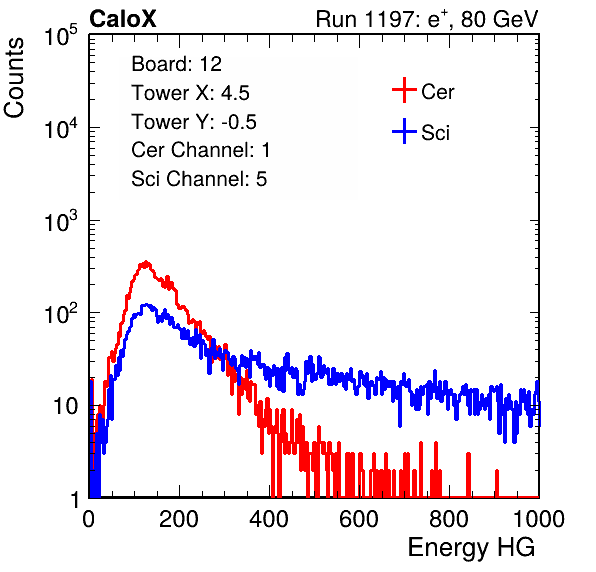 CaloX Run 1197: e⁺, 80 GeV
Counts
10⁵
10⁴
10³
10²
10
1
Board: 12
Tower X: 4.5
Tower Y: -0.5
Cer Channel: 1
Sci Channel: 5
Cer
Sci
0 200 400 600 800 1000
Energy HG